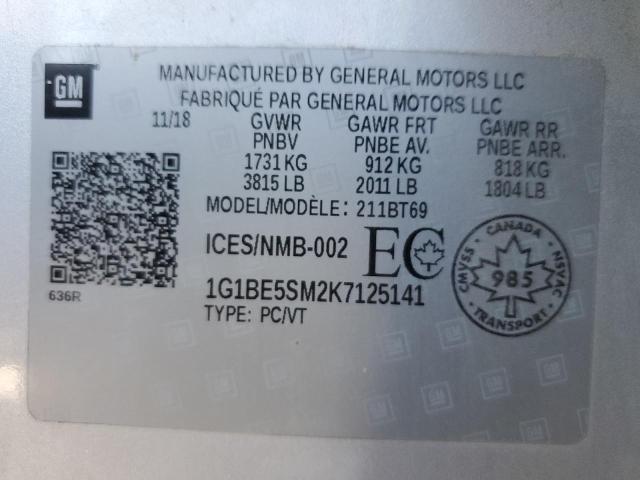 GM
MANUFACTURED BY GENERAL MOTORS LLC
FABRIQUÉ PAR GENERAL MOTORS LLC
11/18 GVWR GAWR FRT GAWR RR
PNBV PNBE AV. PNBE ARR.
1731 KG 912 KG 818 KG
3815 LB 2011 LB 1804 LB
MODEL/MODÈLE: 211BT69
ICES/NMB-002 EC
CANADA
CMVSS 985 NSVAC
TRANSPORT
1G1BE5SM2K7125141
636R
TYPE: PC/VT